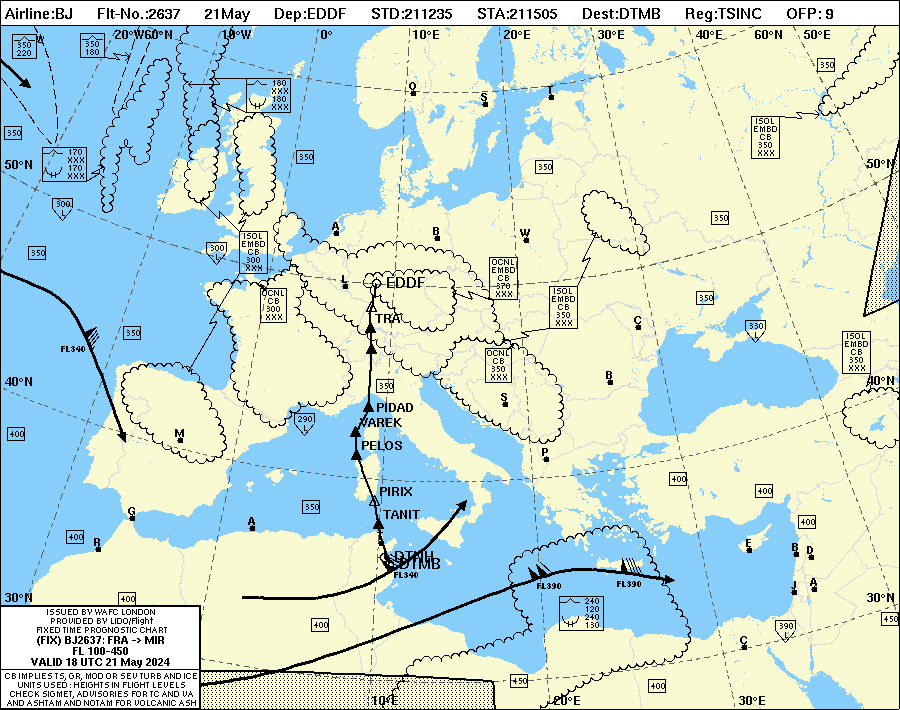 Airline:BJ Flt-No.:2637 21May Dep:EDDF STD:211235 STA:211505 Dest:DTMB Reg:TSINC OFP: 9
20°W60°N 10°W 0° 10°E 20°E 30°E 40°E 60°N 50°E
350
220
350
180
350
180
XXX
180
XXX
O
S
T
ISOL
EMBD
CB
350
XXX
350
170
XXX
170
XXX
350
350
50°N
50°N
300
L
350
350
300
L
ISOL
EMBD
CB
300
XXX
A
B
W
C
OCNL
EMBD
CB
370
XXX
L
EDDF
OCNL
CB
300
XXX
ISOL
EMBD
CB
350
XXX
350
TRA
C
330
L
ISOL
EMBD
CB
350
XXX
FL340
350
OCNL
CB
350
XXX
40°N
350
B
40°N
S
PIDAD
290
L
VAREK
400
M
PELOS
P
400
PIRIX
400
G
350
TANIT
400
A
400
R
E
B
D
DTNH
DTMB
FL340
FL390
FL390
J
A
30°N
400
240
120
240
130
30°N
450
400
390
L
C
ISSUED BY WAFC LONDON
PROVIDED BY LIDO/Flight
FIXED TIME PROGNOSTIC CHART
(FIX) BJ2637: FRA -> MIR
FL 100-450
VALID 18 UTC 21 May 2024
CB IMPLIES TS, GR, MOD OR SEV TURB AND ICE
UNITS USED : HEIGHTS IN FLIGHT LEVELS
CHECK SIGMET, ADVISORIES FOR TC AND VA
AND ASHTAM AND NOTAM FOR VOLCANIC ASH
450
400
10°E 20°E 30°E